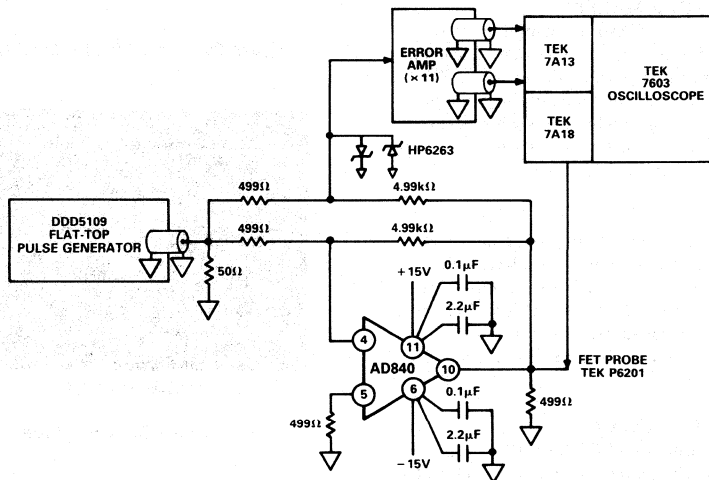 ERROR
AMP
(×11)
TEK
7A13
TEK
7603
OSCILLOSCOPE
TEK
7A18
HP6263
499Ω
4.99kΩ
DDD5109
FLAT-TOP
PULSE GENERATOR
499Ω
4.99kΩ
50Ω
+15V
0.1μF
2.2μF
4
11
AD840
10
5
6
FET PROBE
TEK P6201
0.1μF
499Ω
499Ω
2.2μF
−15V